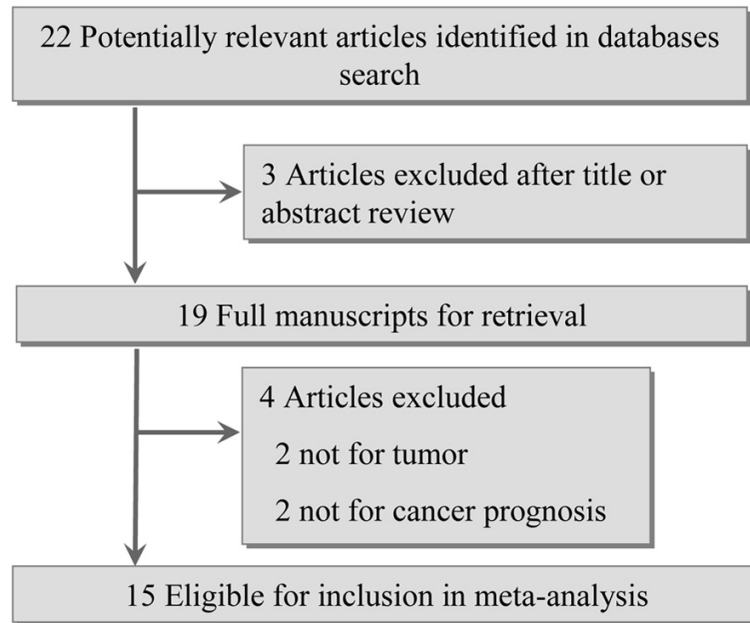 22 Potentially relevant articles identified in databases
search
3 Articles excluded after title or
abstract review
19 Full manuscripts for retrieval
4 Articles excluded
2 not for tumor
2 not for cancer prognosis
15 Eligible for inclusion in meta-analysis